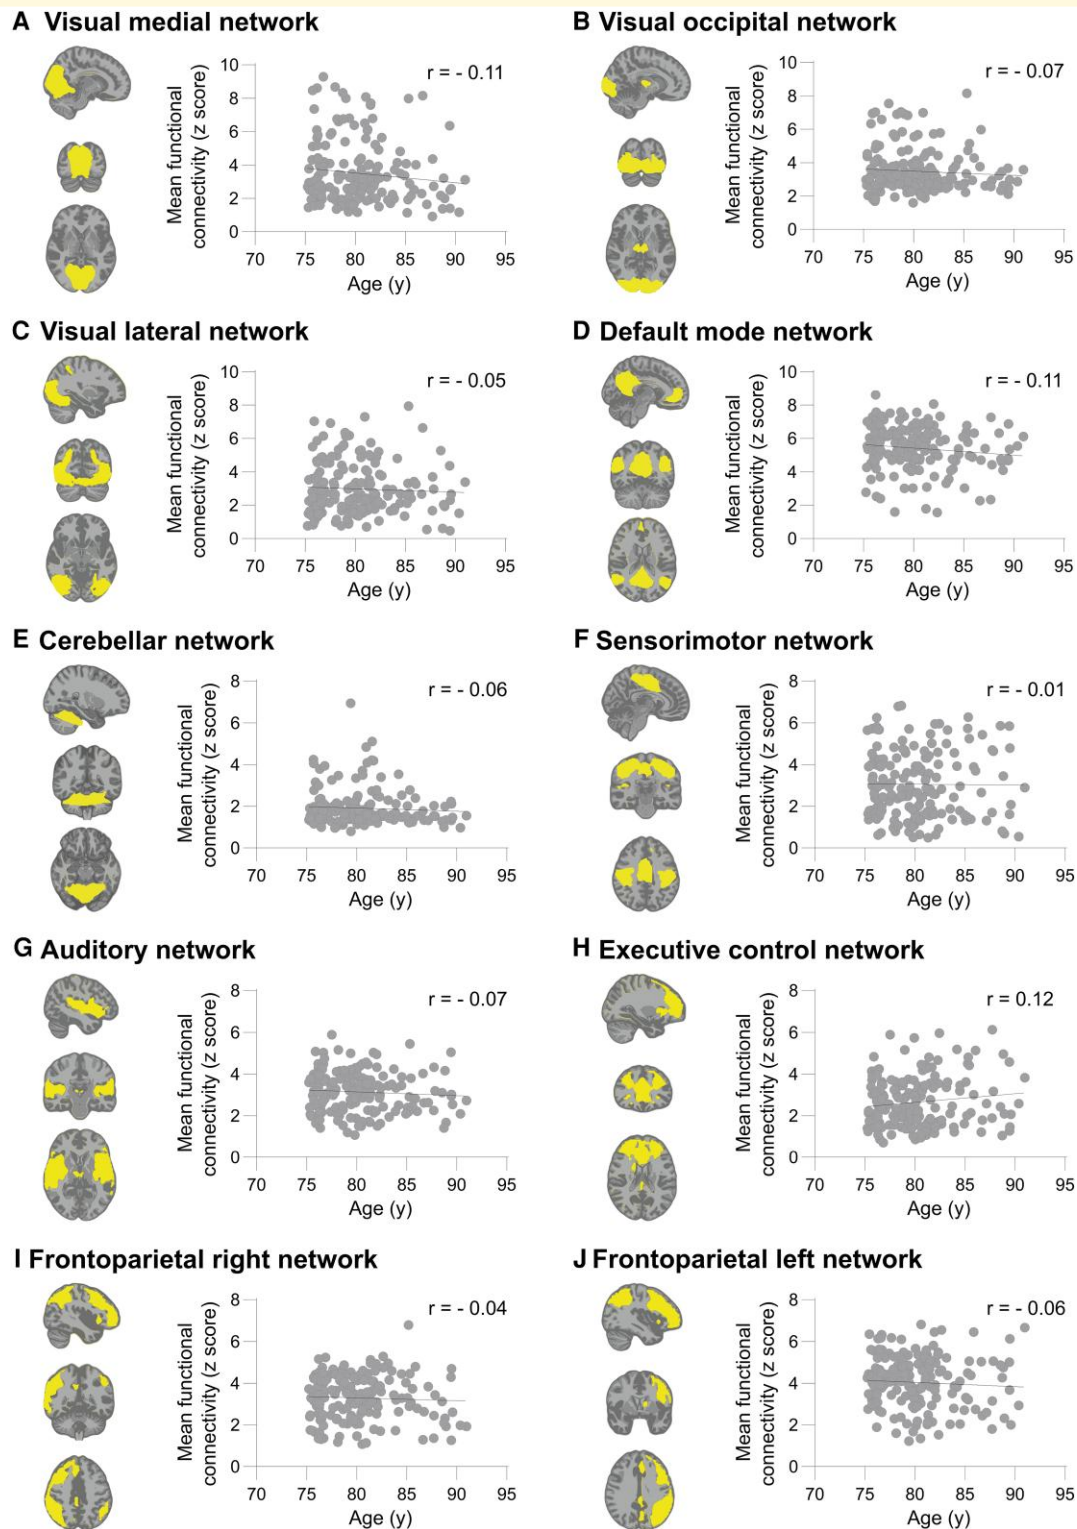 A Visual medial network
Mean functional
connectivity (z score)
10
8
6
4
2
0
r = - 0.11
70 75 80 85 90 95
Age (y)
B Visual occipital network
Mean functional
connectivity (z score)
10
8
6
4
2
0
r = - 0.07
70 75 80 85 90 95
Age (y)
C Visual lateral network
Mean functional
connectivity (z score)
10
8
6
4
2
0
r = - 0.05
70 75 80 85 90 95
Age (y)
D Default mode network
Mean functional
connectivity (z score)
10
8
6
4
2
0
r = - 0.11
70 75 80 85 90 95
Age (y)
E Cerebellar network
Mean functional
connectivity (z score)
8
6
4
2
0
r = - 0.06
70 75 80 85 90 95
Age (y)
F Sensorimotor network
Mean functional
connectivity (z score)
8
6
4
2
0
r = - 0.01
70 75 80 85 90 95
Age (y)
G Auditory network
Mean functional
connectivity (z score)
8
6
4
2
0
r = - 0.07
70 75 80 85 90 95
Age (y)
H Executive control network
Mean functional
connectivity (z score)
8
6
4
2
0
r = 0.12
70 75 80 85 90 95
Age (y)
I Frontoparietal right network
Mean functional
connectivity (z score)
8
6
4
2
0
r = - 0.04
70 75 80 85 90 95
Age (y)
J Frontoparietal left network
Mean functional
connectivity (z score)
8
6
4
2
0
r = - 0.06
70 75 80 85 90 95
Age (y)